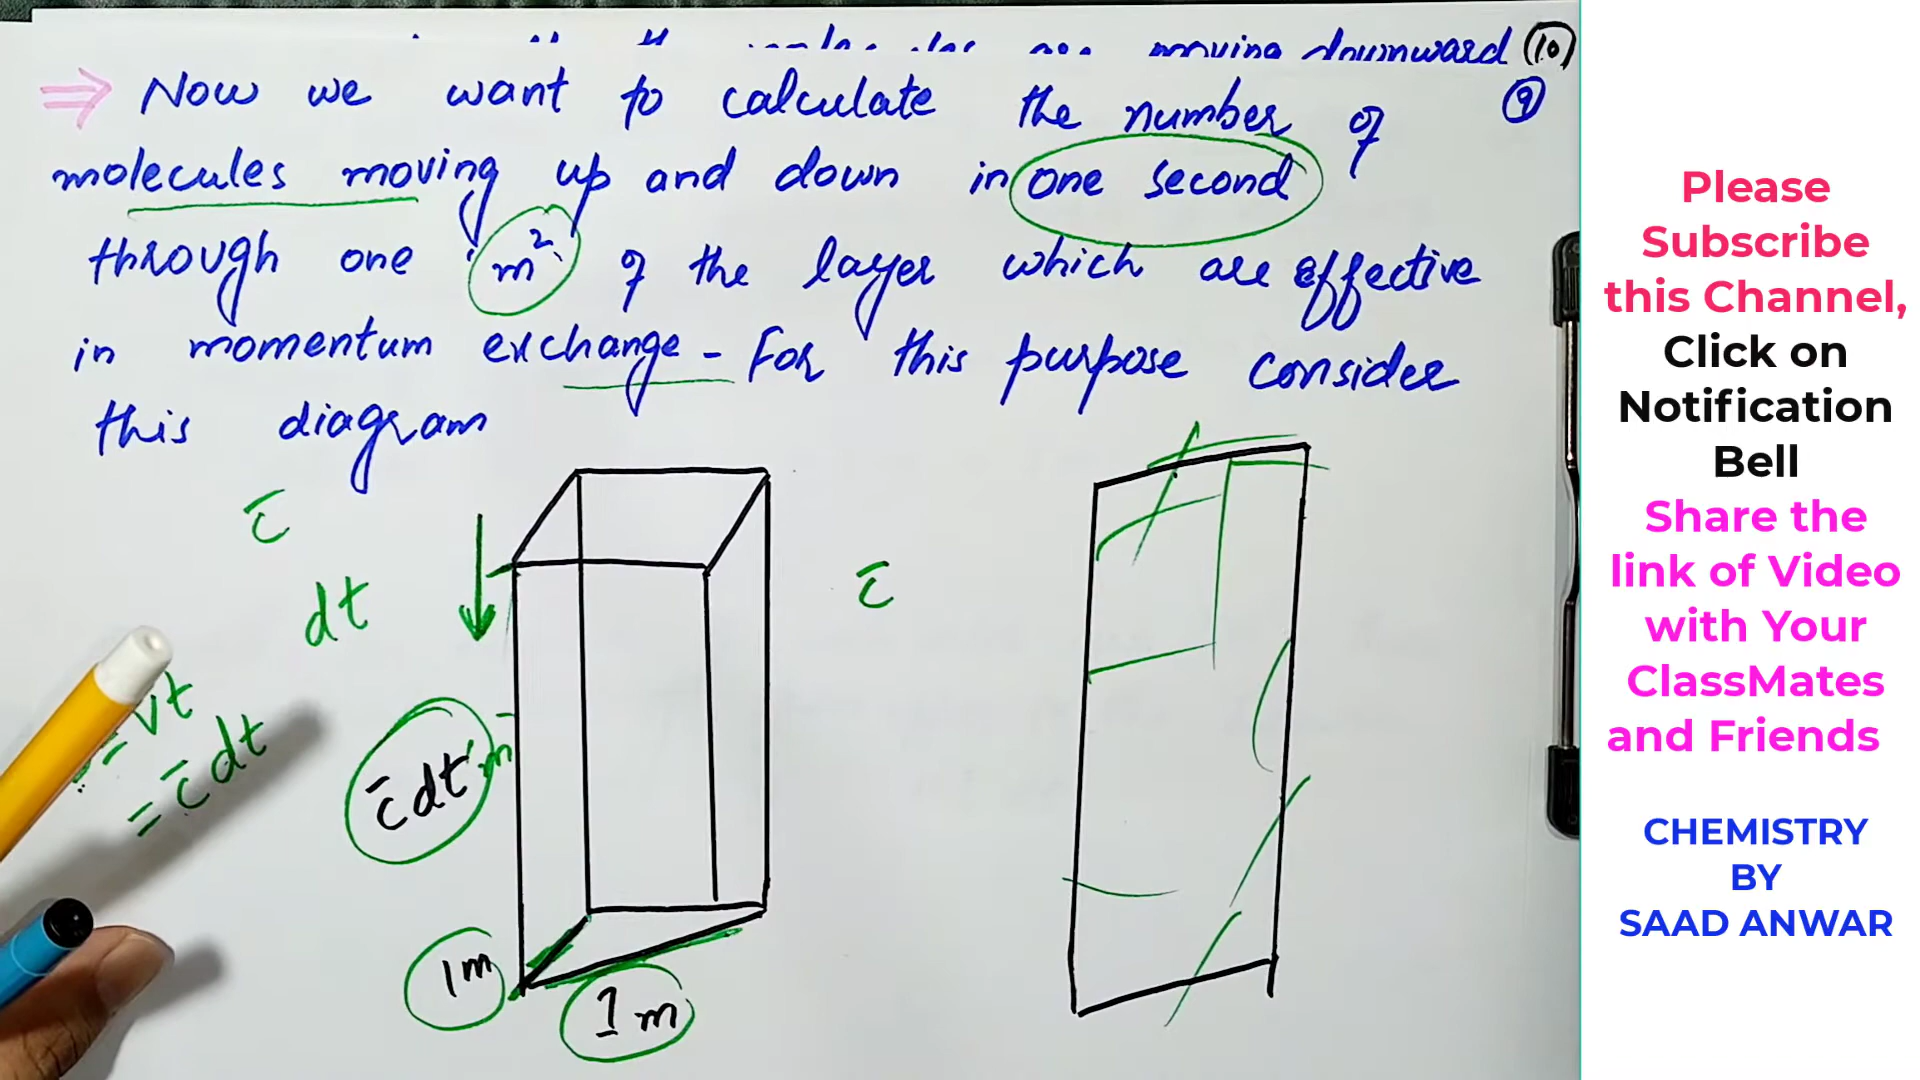 molecules are moving downward (10)
⇒ Now we want to calculate the number of (9)
molecules moving up and down in one second
through one m² of the layer which are effective
in momentum exchange - For this purpose consider
this diagram
c̄
dt
c̄
= vt
= c̄ dt
c̄ dt m
1m
1m
Please
Subscribe
this Channel,
Click on
Notification
Bell
Share the
link of Video
with Your
ClassMates
and Friends
CHEMISTRY
BY
SAAD ANWAR